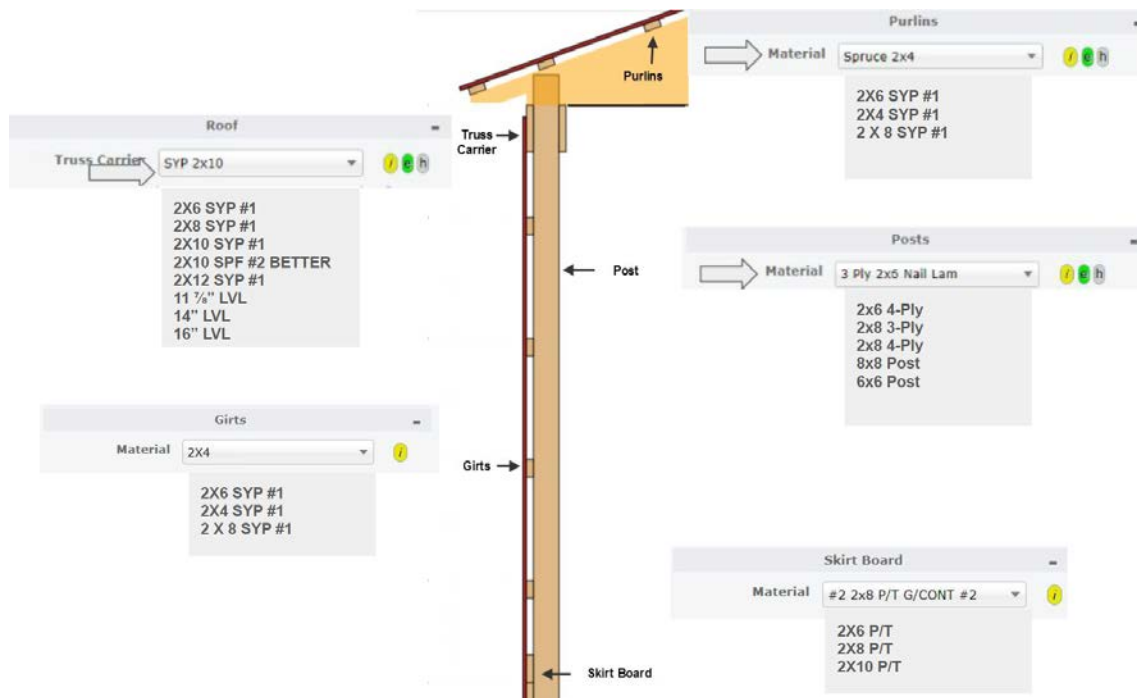 Purlins
-
Material
Spruce 2x4
i e h
2X6 SYP #1
2X4 SYP #1
2 X 8 SYP #1
Purlins
Roof
-
Truss Carrier
SYP 2x10
i e h
2X6 SYP #1
2X8 SYP #1
2X10 SYP #1
2X10 SPF #2 BETTER
2X12 SYP #1
11 ⅞" LVL
14" LVL
16" LVL
Truss
Carrier
Posts
-
Material
3 Ply 2x6 Nail Lam
i e h
2x6 4-Ply
2x8 3-Ply
2x8 4-Ply
8x8 Post
6x6 Post
Post
Girts
-
Material
2X4
i
2X6 SYP #1
2X4 SYP #1
2 X 8 SYP #1
Girts
Skirt Board
-
Material
#2 2x8 P/T G/CONT #2
i
2X6 P/T
2X8 P/T
2X10 P/T
Skirt Board